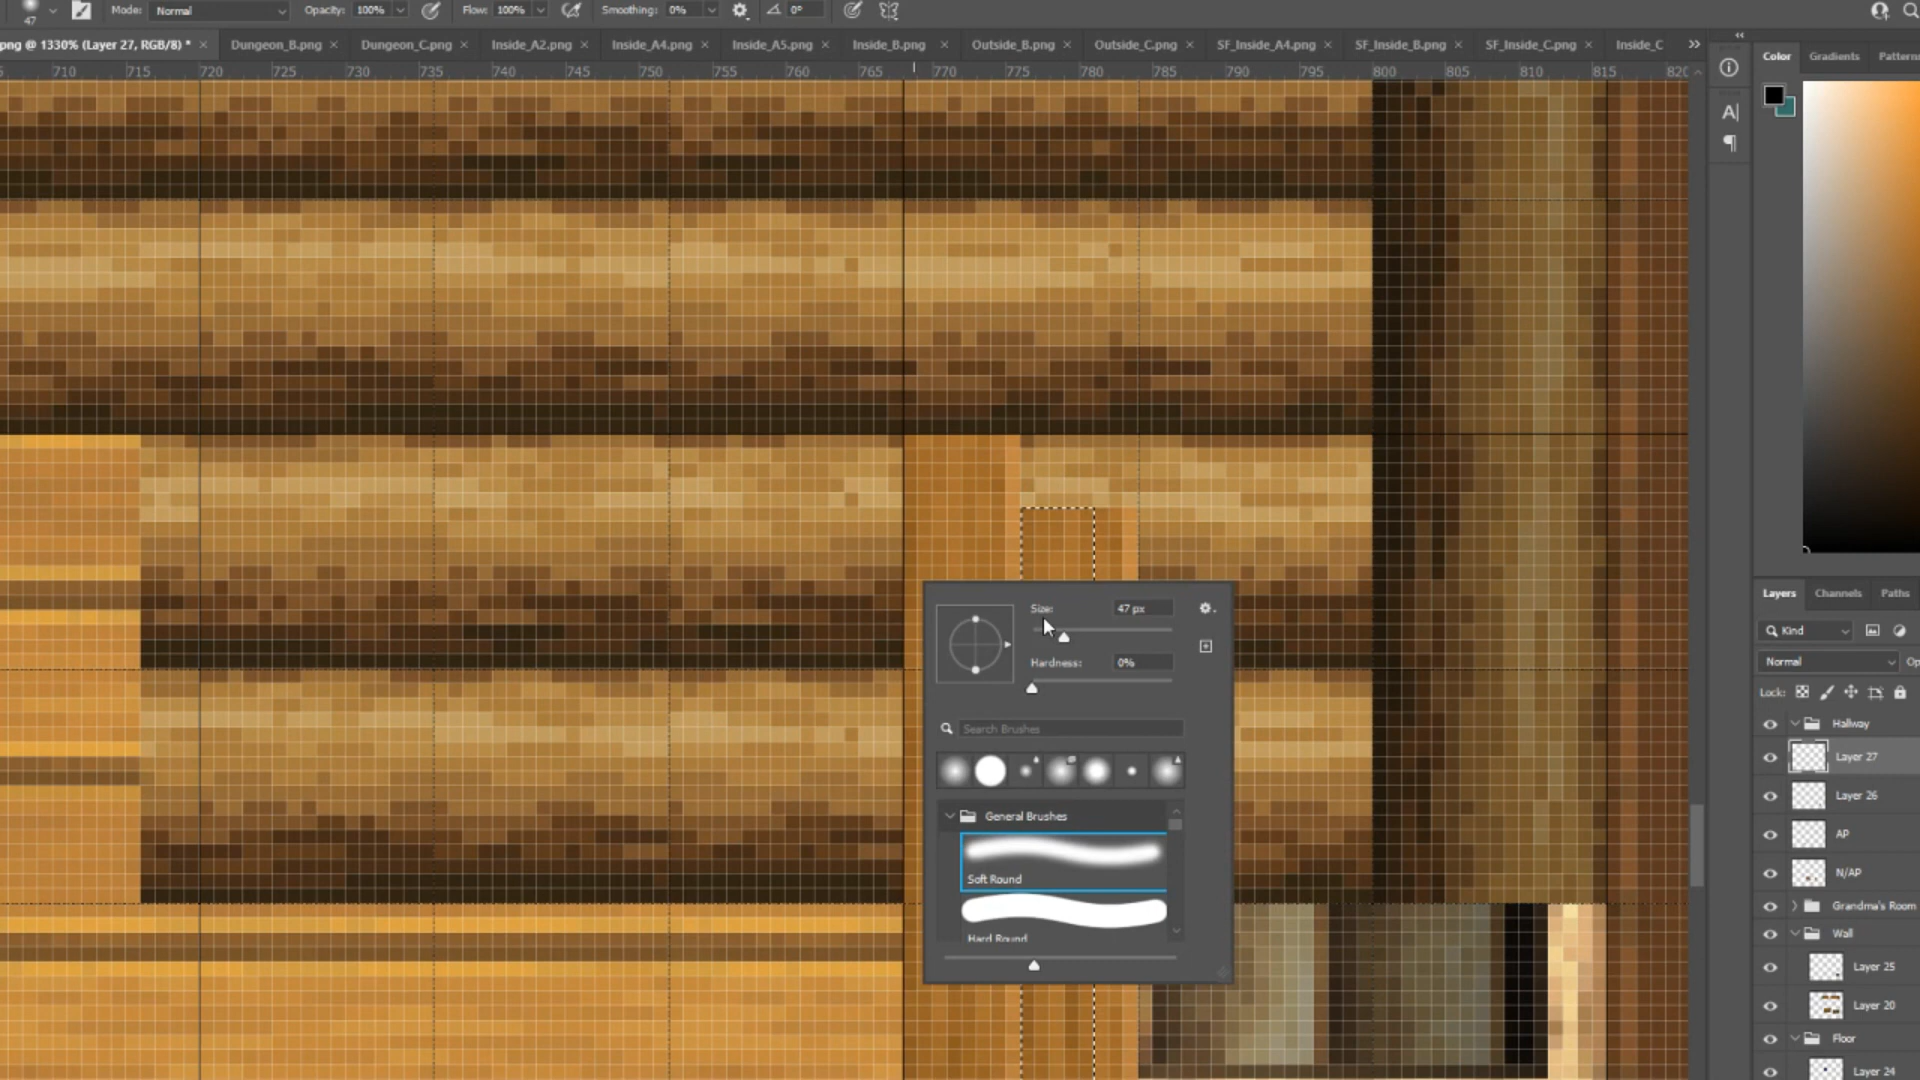 47 Mode: Normal Opacity: 100% Flow: 100% Smoothing: 0% 0°
png @ 1330% (Layer 27, RGB/8) * × Dungeon_B.png × Dungeon_C.png × Inside_A2.png × Inside_A4.png × Inside_A5.png × Inside_B.png × Outside_B.png × Outside_C.png × SF_Inside_A4.png × SF_Inside_B.png × SF_Inside_C.png × Inside_C
710 715 720 725 730 735 740 745 750 755 760 765 770 775 780 785 790 795 800 805 810 815 820
Color Gradients Patterns
Size: 47 px
Hardness: 0%
Search Brushes
General Brushes
Soft Round
Hard Round
Layers Channels Paths
Kind
Normal Op
Lock:
Hallway
Layer 27
Layer 26
AP
N/AP
Grandma's Room
Wall
Layer 25
Layer 20
Floor
Layer 24